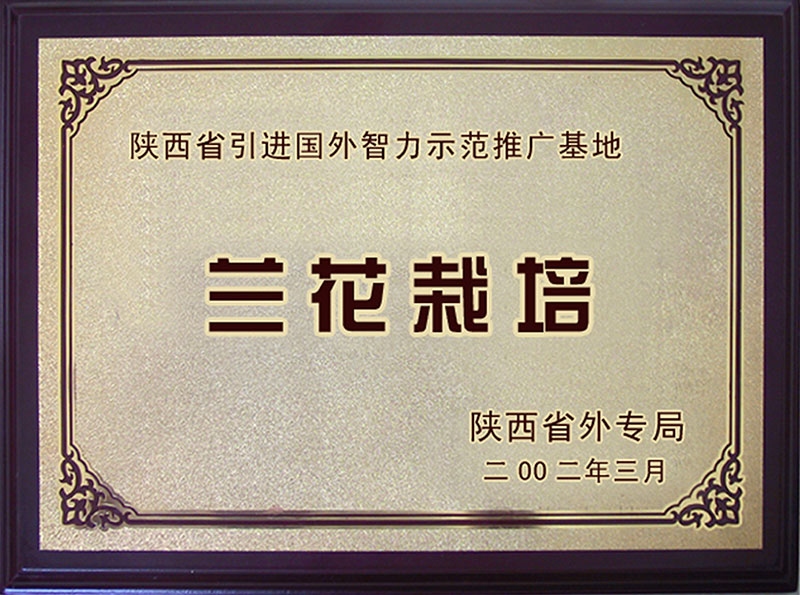 陕西省引进国外智力示范推广基地
兰花栽培
陕西省外专局
二00二年三月